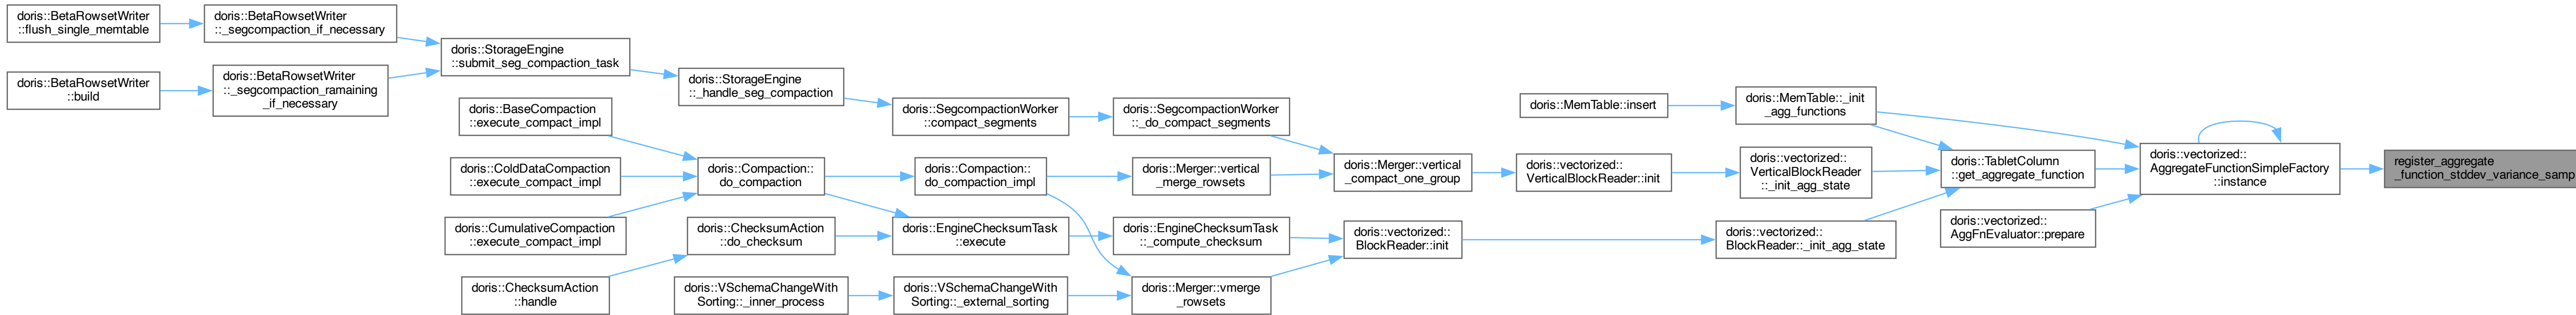 doris::BetaRowsetWriter
::flush_single_memtable
doris::BetaRowsetWriter
::_segcompaction_if_necessary
doris::BetaRowsetWriter
::build
doris::BetaRowsetWriter
::_segcompaction_ramaining
_if_necessary
doris::StorageEngine
::submit_seg_compaction_task
doris::StorageEngine
::_handle_seg_compaction
doris::BaseCompaction
::execute_compact_impl
doris::ColdDataCompaction
::execute_compact_impl
doris::CumulativeCompaction
::execute_compact_impl
doris::ChecksumAction
::handle
doris::Compaction::
do_compaction
doris::ChecksumAction
::do_checksum
doris::VSchemaChangeWith
Sorting::_inner_process
doris::SegcompactionWorker
::compact_segments
doris::Compaction::
do_compaction_impl
doris::EngineChecksumTask
::execute
doris::VSchemaChangeWith
Sorting::_external_sorting
doris::SegcompactionWorker
::_do_compact_segments
doris::Merger::vertical
_merge_rowsets
doris::EngineChecksumTask
::_compute_checksum
doris::Merger::vmerge
_rowsets
doris::Merger::vertical
_compact_one_group
doris::vectorized::
BlockReader::init
doris::MemTable::insert
doris::vectorized::
VerticalBlockReader::init
doris::MemTable::_init
_agg_functions
doris::vectorized::
VerticalBlockReader
::_init_agg_state
doris::vectorized::
BlockReader::_init_agg_state
doris::TabletColumn
::get_aggregate_function
doris::vectorized::
AggFnEvaluator::prepare
doris::vectorized::
AggregateFunctionSimpleFactory
::instance
register_aggregate
_function_stddev_variance_samp